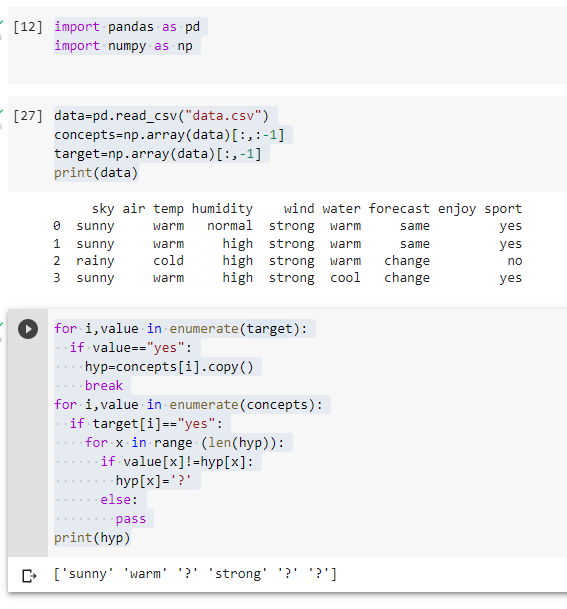 [12] import pandas as pd
import numpy as np
[27] data=pd.read_csv("data.csv")
concepts=np.array(data)[:,:-1]
target=np.array(data)[:,-1]
print(data)
sky air temp humidity wind water forecast enjoy sport
0 sunny warm normal strong warm same yes
1 sunny warm high strong warm same yes
2 rainy cold high strong warm change no
3 sunny warm high strong cool change yes
for i,value in enumerate(target):
if value=="yes":
hyp=concepts[i].copy()
break
for i,value in enumerate(concepts):
if target[i]=="yes":
for x in range (len(hyp)):
if value[x]!=hyp[x]:
hyp[x]='?'
else:
pass
print(hyp)
['sunny' 'warm' '?' 'strong' '?' '?']